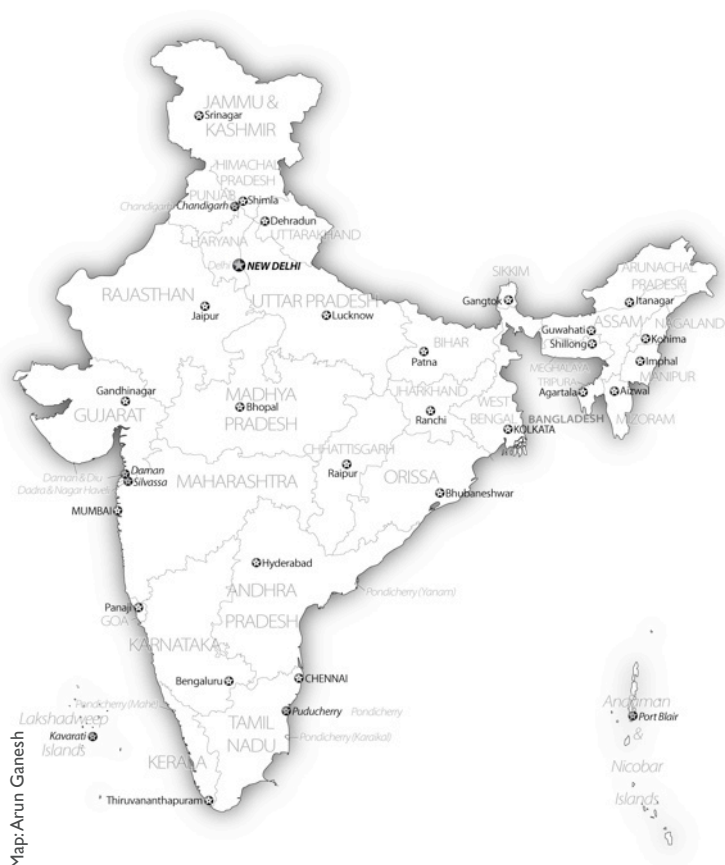 JAMMU &
KASHMIR
Srinagar
HIMACHAL
PRADESH
PUNJAB
Shimla
Chandigarh
Chandigarh
Dehradun
UTTARAKHAND
HARYANA
Delhi
NEW DELHI
RAJASTHAN
Jaipur
UTTAR PRADESH
Lucknow
SIKKIM
Gangtok
ARUNACHAL
PRADESH
Itanagar
ASSAM
NAGALAND
Guwahati
Kohima
Shillong
Imphal
MEGHALAYA
MANIPUR
TRIPURA
Agartala
Aizwal
MIZORAM
BIHAR
Patna
JHARKHAND
Ranchi
WEST
BENGAL
BANGLADESH
KOLKATA
Gandhinagar
GUJARAT
MADHYA
PRADESH
Bhopal
CHHATTISGARH
Raipur
ORISSA
Bhubaneshwar
Daman & Diu
Daman
Dadra & Nagar Haveli
Silvassa
MAHARASHTRA
MUMBAI
Hyderabad
ANDHRA
PRADESH
Pondicherry (Yanam)
Panaji
GOA
KARNATAKA
Bengaluru
CHENNAI
Pondicherry (Mahe)
Puducherry
Pondicherry
Lakshadweep
Islands
Kavarati
TAMIL
NADU
Pondicherry (Karaikal)
KERALA
Thiruvananthapuram
Andaman
&
Nicobar
Islands
Port Blair
Map: Arun Ganesh